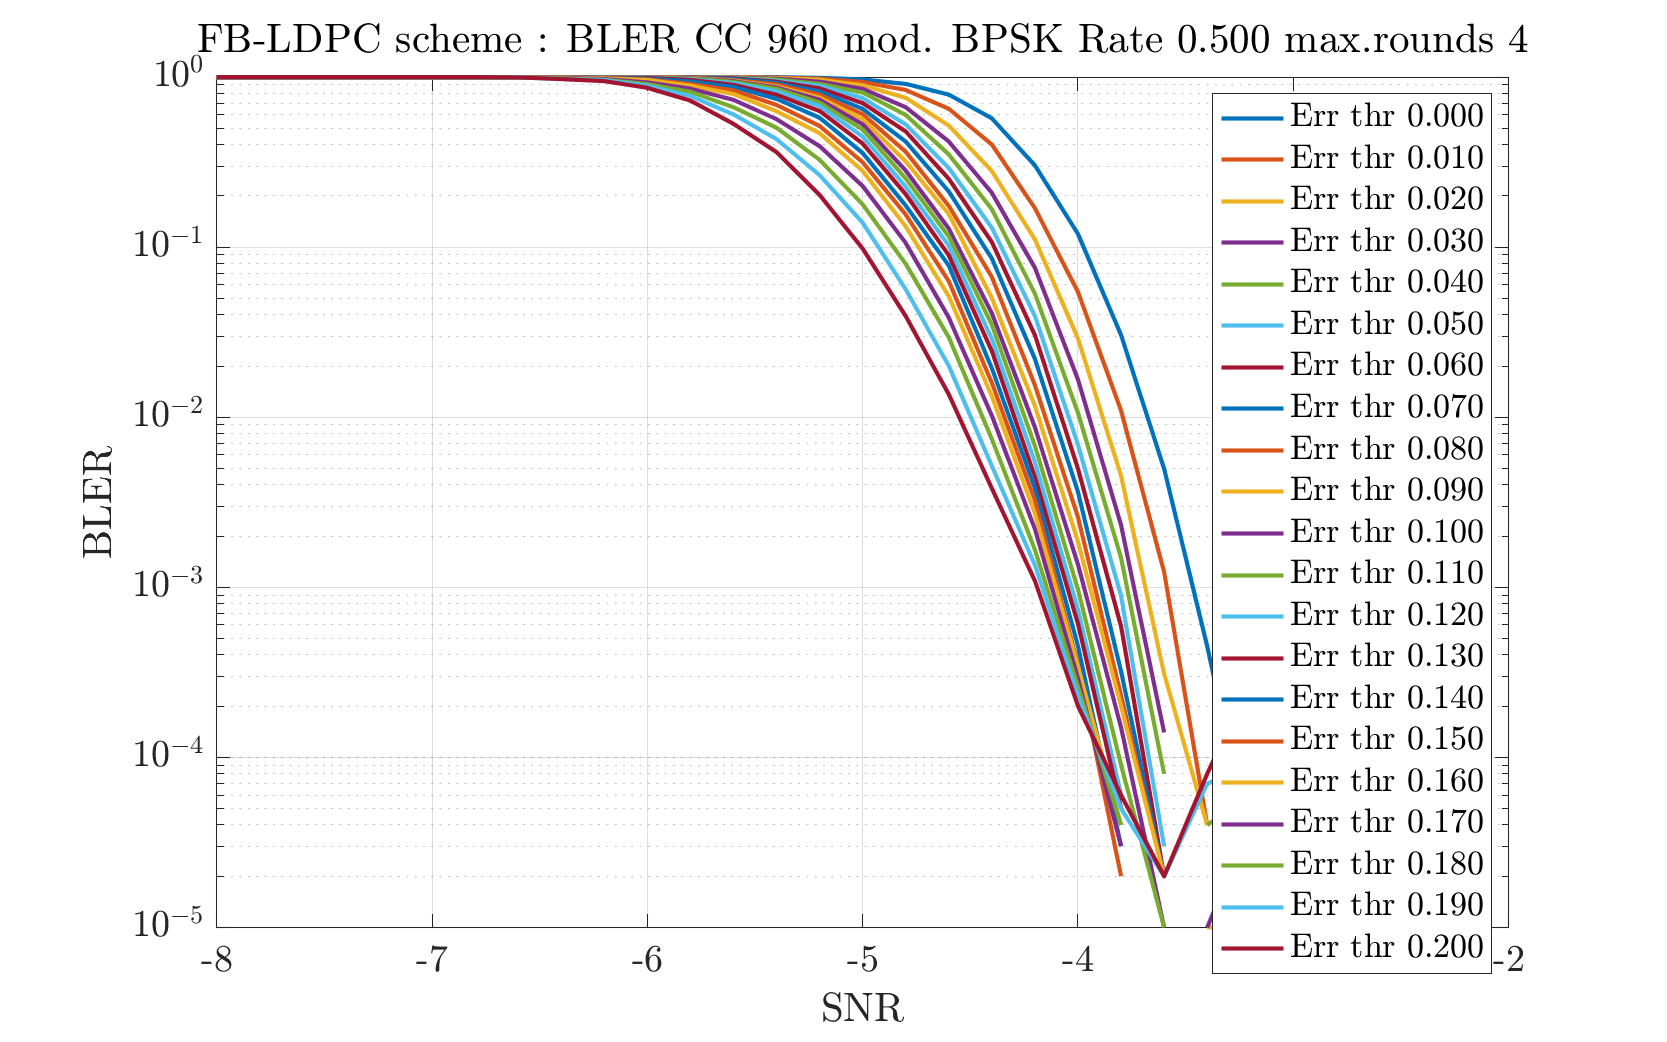 FB-LDPC scheme : BLER CC 960 mod. BPSK Rate 0.500 max.rounds 4
10^0
10^-1
10^-2
10^-3
10^-4
10^-5
BLER
-8 -7 -6 -5 -4 -2
SNR
Err thr 0.000
Err thr 0.010
Err thr 0.020
Err thr 0.030
Err thr 0.040
Err thr 0.050
Err thr 0.060
Err thr 0.070
Err thr 0.080
Err thr 0.090
Err thr 0.100
Err thr 0.110
Err thr 0.120
Err thr 0.130
Err thr 0.140
Err thr 0.150
Err thr 0.160
Err thr 0.170
Err thr 0.180
Err thr 0.190
Err thr 0.200